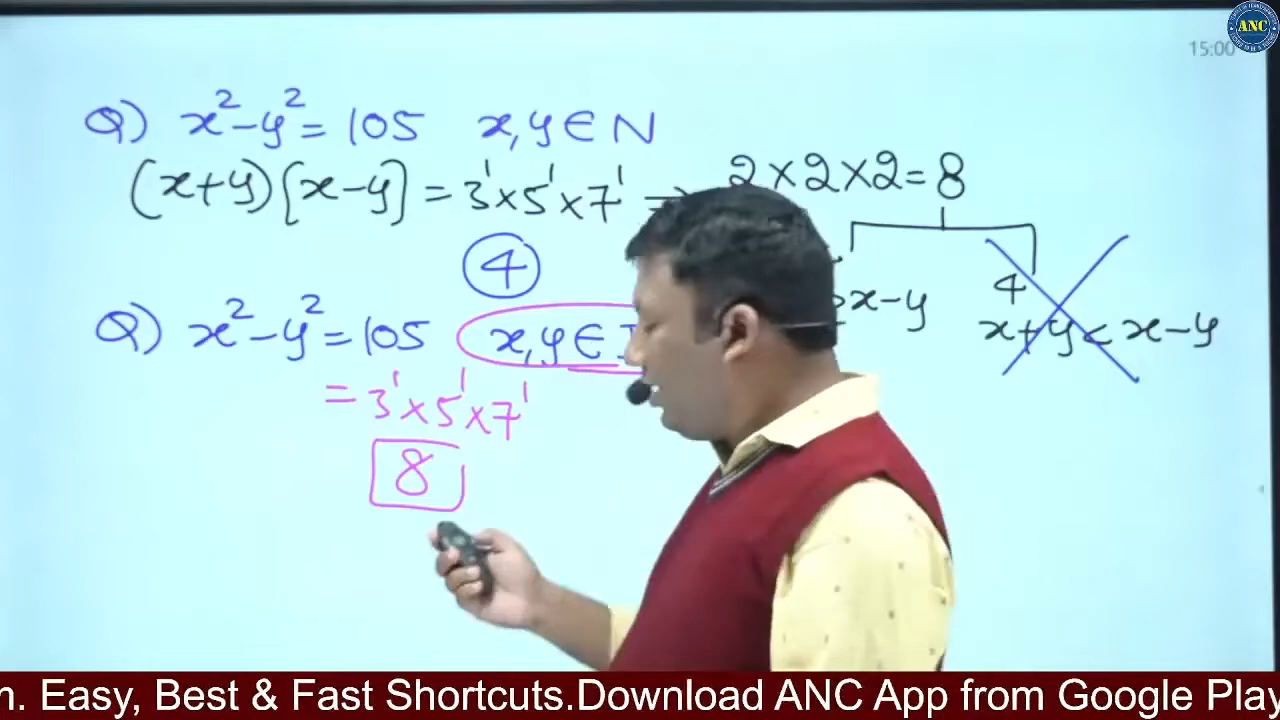 ANC
15:00
Q) x²-y² = 105 x,y ∈ N
(x+y)(x-y) = 3¹×5¹×7¹ → 2×2×2=8
4
x-y
4
x+y < x-y
Q) x²-y² = 105 x,y ∈
= 3¹×5¹×7¹
8
Easy, Best & Fast Shortcuts.Download ANC App from Google Play